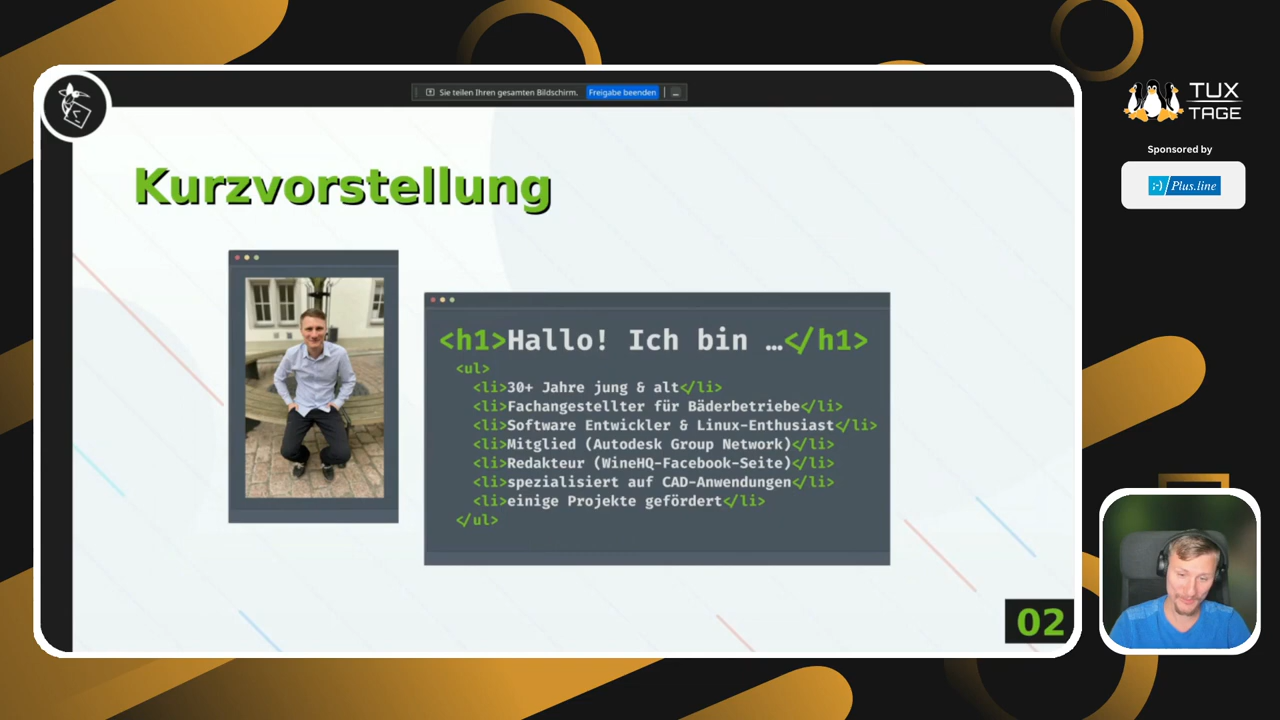 Sie teilen Ihren gesamten Bildschirm. Freigabe beenden
TUX
TAGE
Sponsored by
;-) Plus.line
Kurzvorstellung
<h1>Hallo! Ich bin …</h1>
<ul>
<li>30+ Jahre jung & alt</li>
<li>Fachangestellter für Bäderbetriebe</li>
<li>Software Entwickler & Linux-Enthusiast</li>
<li>Mitglied (Autodesk Group Network)</li>
<li>Redakteur (WineHQ-Facebook-Seite)</li>
<li>spezialisiert auf CAD-Anwendungen</li>
<li>einige Projekte gefördert</li>
</ul>
02